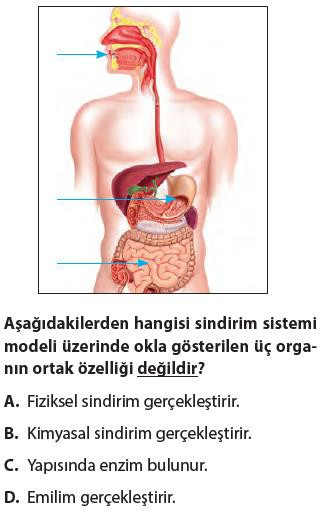 Aşağıdakilerden hangisi sindirim sistemi
modeli üzerinde okla gösterilen üç orga-
nın ortak özelliği değildir?
A. Fiziksel sindirim gerçekleştirir.
B. Kimyasal sindirim gerçekleştirir.
C. Yapısında enzim bulunur.
D. Emilim gerçekleştirir.